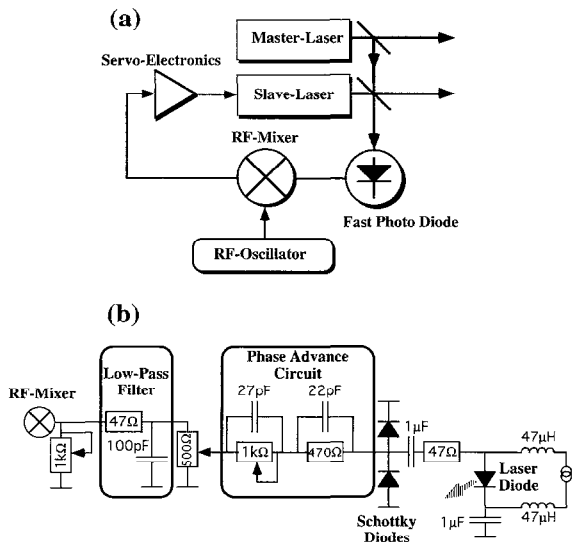 (a)
Master-Laser
Servo-Electronics
Slave-Laser
RF-Mixer
Fast Photo Diode
RF-Oscillator
(b)
Phase Advance
Circuit
Low-Pass
Filter
RF-Mixer
27pF
22pF
47Ω
1µF
47µH
100pF
1kΩ
500Ω
1kΩ
470Ω
47Ω
Laser
Diode
Schottky
Diodes
1µF
47µH